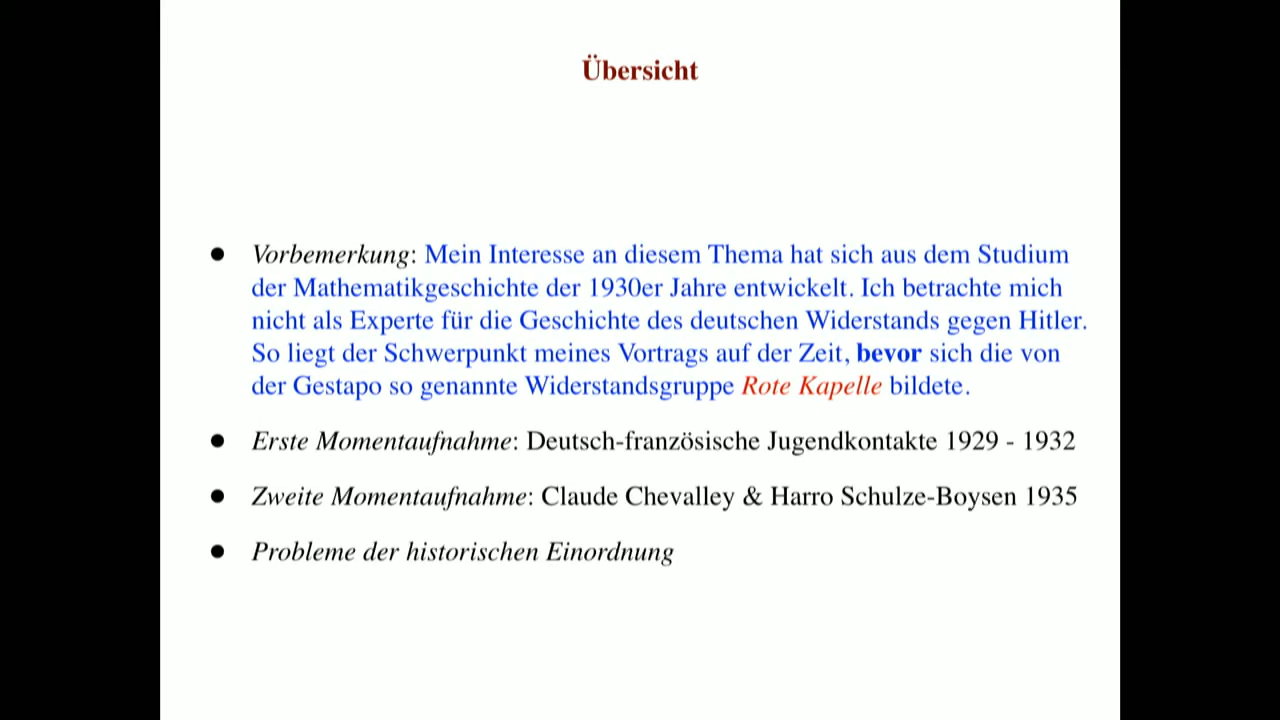 Übersicht
● Vorbemerkung: Mein Interesse an diesem Thema hat sich aus dem Studium
der Mathematikgeschichte der 1930er Jahre entwickelt. Ich betrachte mich
nicht als Experte für die Geschichte des deutschen Widerstands gegen Hitler.
So liegt der Schwerpunkt meines Vortrags auf der Zeit, bevor sich die von
der Gestapo so genannte Widerstandsgruppe Rote Kapelle bildete.
● Erste Momentaufnahme: Deutsch-französische Jugendkontakte 1929 - 1932
● Zweite Momentaufnahme: Claude Chevalley & Harro Schulze-Boysen 1935
● Probleme der historischen Einordnung